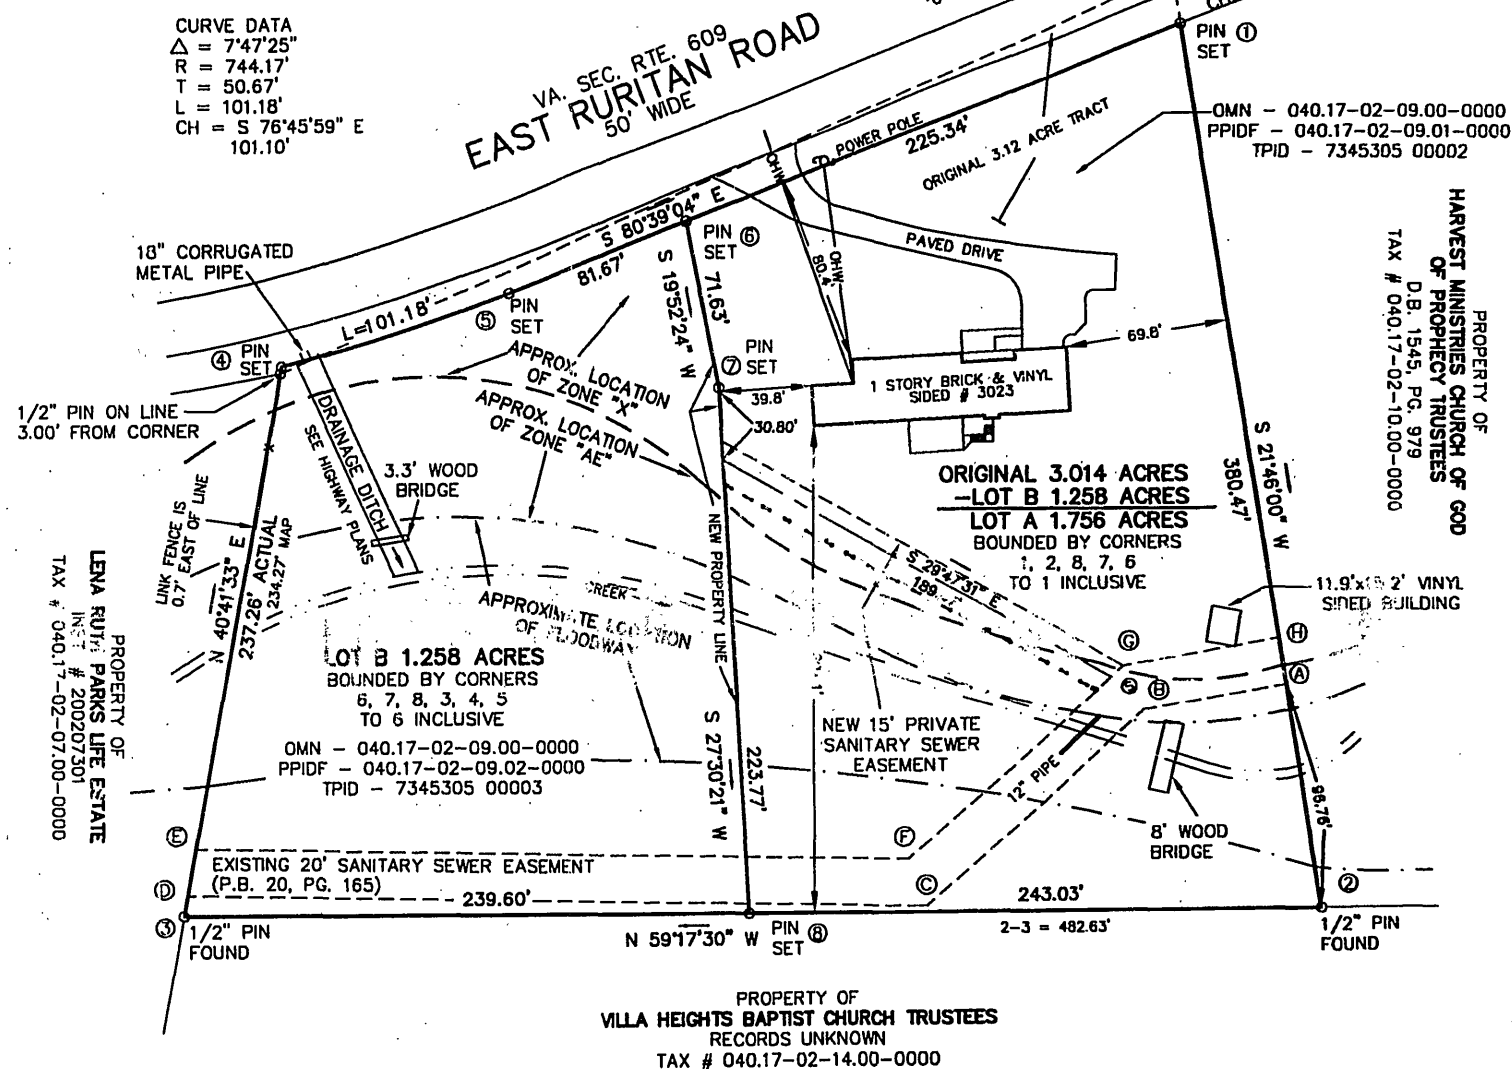 CURVE DATA
Δ = 7°47'25"
R = 744.17'
T = 50.67'
L = 101.18'
CH = S 76°45'59" E
101.10'
VA. SEC. RTE. 609
EAST RURITAN ROAD
50' WIDE
PIN ①
SET
OMN - 040.17-02-09.00-0000
PPIDF - 040.17-02-09.01-0000
TPID - 7345305 00002
POWER POLE
225.34'
ORIGINAL 3.12 ACRE TRACT
OHW
OHW
80.4'
PAVED DRIVE
S 80°39'04" E
81.67'
PIN ⑥
SET
18" CORRUGATED
METAL PIPE
L=101.18'
⑤ PIN
SET
④ PIN
SET
1/2" PIN ON LINE
3.00' FROM CORNER
S 19°52'24" W
71.63'
PIN
⑦ SET
39.8'
30.80'
69.8'
1 STORY BRICK & VINYL
SIDED # 3023
APPROX. LOCATION
OF ZONE "X"
APPROX. LOCATION
OF ZONE "AE"
DRAINAGE DITCH
SEE HIGHWAY PLANS
3.3' WOOD
BRIDGE
LINK FENCE IS
0.7' EAST OF LINE
N 40°41'33" E
237.26' ACTUAL
234.27' MAP
PROPERTY OF
LENA RUTH PARKS LIFE ESTATE
INST # 200207301
TAX # 040.17-02-07.00-0000
PROPERTY OF
HARVEST MINISTRIES CHURCH OF GOD
OF PROPHECY TRUSTEES
D.B. 1545, PG. 979
TAX # 040.17-02-10.00-0000
S 21°46'00" W
380.47'
ORIGINAL 3.014 ACRES
-LOT B 1.258 ACRES
LOT A 1.756 ACRES
BOUNDED BY CORNERS
1, 2, 8, 7, 6
TO 1 INCLUSIVE
S 29°47'31" E
189
NEW PROPERTY LINE
CREEK
APPROXIMATE LOCATION
OF FLOODWAY
LOT B 1.258 ACRES
BOUNDED BY CORNERS
6, 7, 8, 3, 4, 5
TO 6 INCLUSIVE
OMN - 040.17-02-09.00-0000
PPIDF - 040.17-02-09.02-0000
TPID - 7345305 00003
S 27°30'21" W
223.77'
NEW 15' PRIVATE
SANITARY SEWER
EASEMENT
11.9'x 2' VINYL
SIDED BUILDING
Ⓖ
Ⓗ
Ⓐ
Ⓢ Ⓑ
12" PIPE
8' WOOD
BRIDGE
96.76'
Ⓔ
Ⓕ
EXISTING 20' SANITARY SEWER EASEMENT
(P.B. 20, PG. 165)
Ⓓ
Ⓒ
239.60'
243.03'
②
③ 1/2" PIN
FOUND
N 59°17'30" W
PIN ⑧
SET
2-3 = 482.63'
1/2" PIN
FOUND
PROPERTY OF
VILLA HEIGHTS BAPTIST CHURCH TRUSTEES
RECORDS UNKNOWN
TAX # 040.17-02-14.00-0000